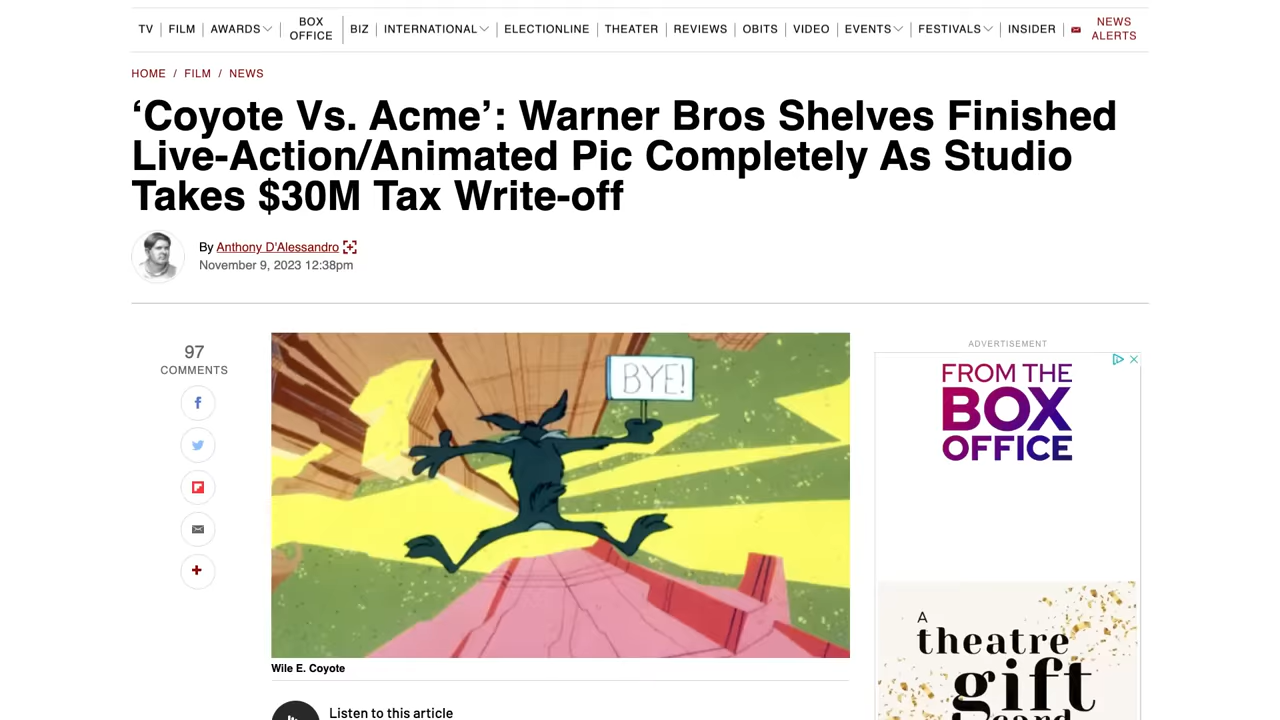 TV | FILM | AWARDS | BOX OFFICE | BIZ | INTERNATIONAL | ELECTIONLINE | THEATER | REVIEWS | OBITS | VIDEO | EVENTS | FESTIVALS | INSIDER | NEWS ALERTS
HOME / FILM / NEWS
‘Coyote Vs. Acme’: Warner Bros Shelves Finished
Live-Action/Animated Pic Completely As Studio
Takes $30M Tax Write-off
By Anthony D'Alessandro
November 9, 2023 12:38pm
97
COMMENTS
BYE!
Wile E. Coyote
Listen to this article
ADVERTISEMENT
FROM THE
BOX
OFFICE
A
theatre
gift
card